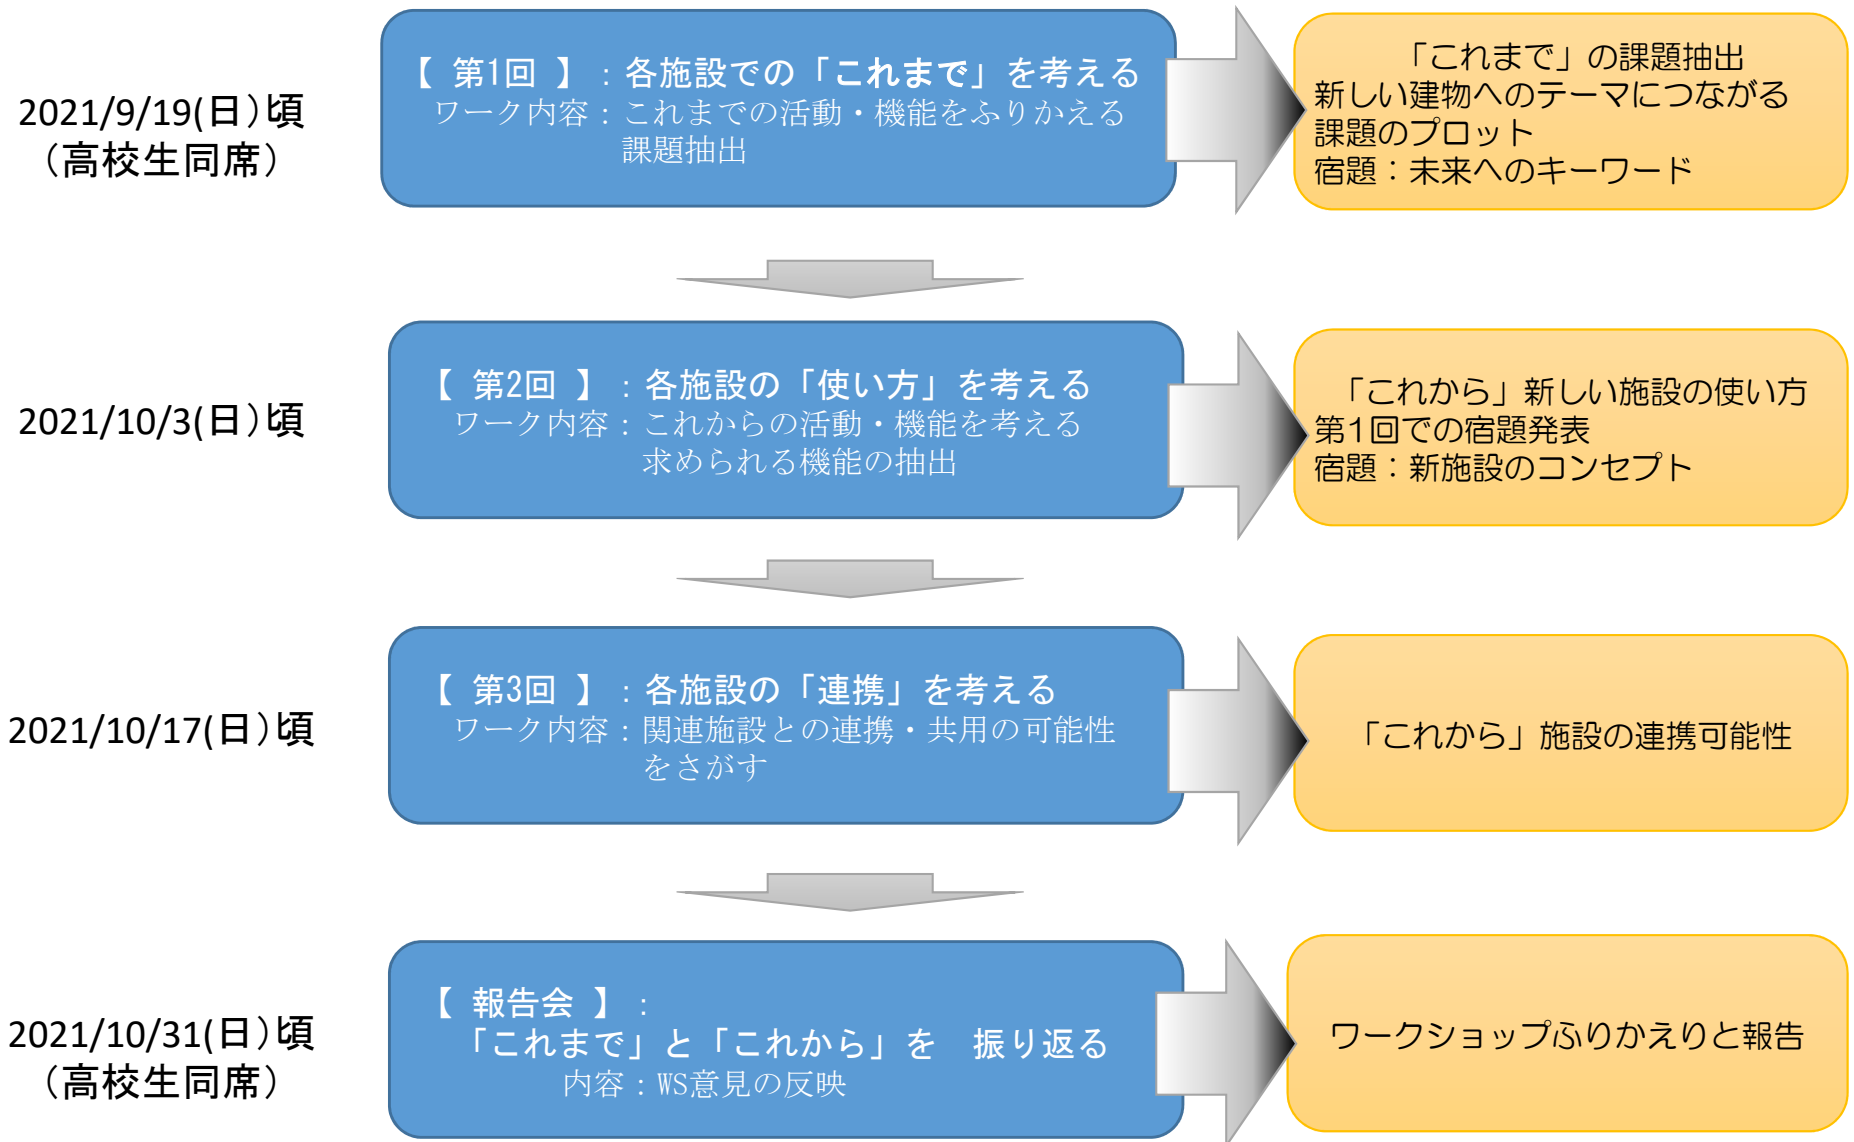 2021/9/19(日)頃
（高校生同席）
【 第1回 】：各施設での「これまで」を考える
ワーク内容：これまでの活動・機能をふりかえる
課題抽出
「これまで」の課題抽出
新しい建物へのテーマにつながる
課題のプロット
宿題：未来へのキーワード
2021/10/3(日)頃
【 第2回 】：各施設の「使い方」を考える
ワーク内容：これからの活動・機能を考える
求められる機能の抽出
「これから」新しい施設の使い方
第1回での宿題発表
宿題：新施設のコンセプト
2021/10/17(日)頃
【 第3回 】：各施設の「連携」を考える
ワーク内容：関連施設との連携・共用の可能性
をさがす
「これから」施設の連携可能性
2021/10/31(日)頃
（高校生同席）
【 報告会 】：
「これまで」と「これから」を　振り返る
内容：WS意見の反映
ワークショップふりかえりと報告